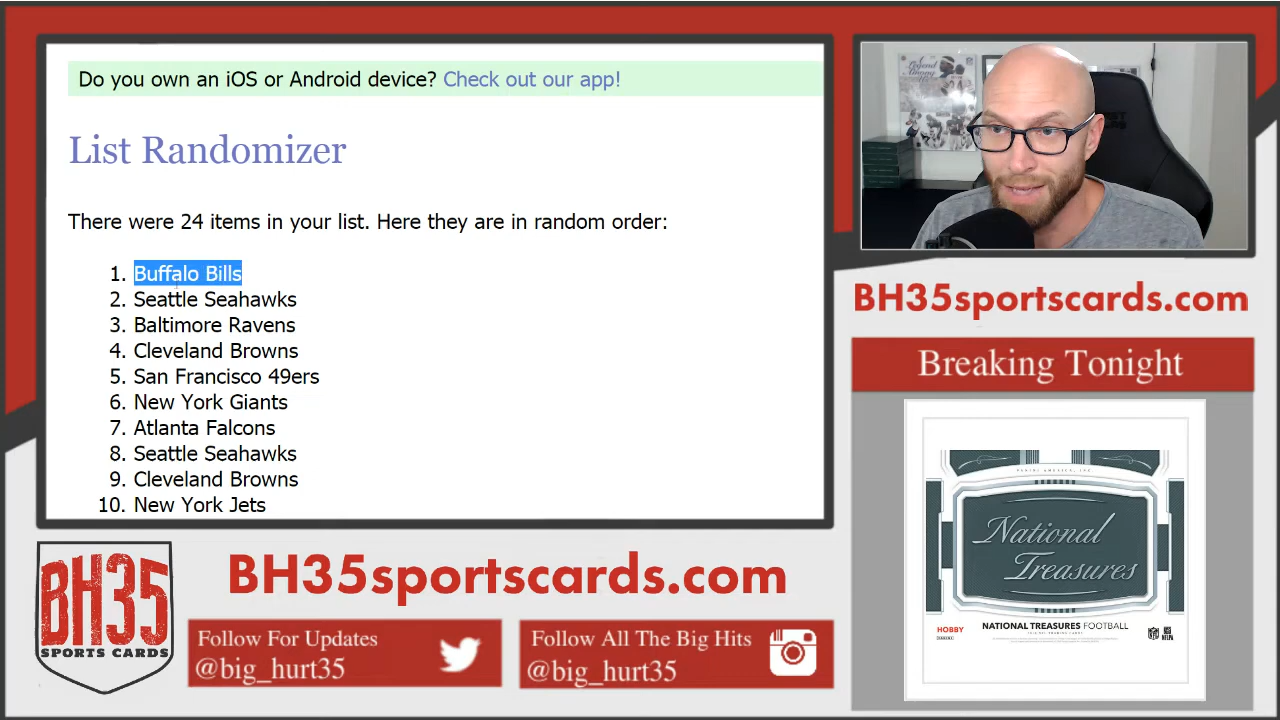 Do you own an iOS or Android device? Check out our app!
List Randomizer
There were 24 items in your list. Here they are in random order:
1. Buffalo Bills
2. Seattle Seahawks
3. Baltimore Ravens
4. Cleveland Browns
5. San Francisco 49ers
6. New York Giants
7. Atlanta Falcons
8. Seattle Seahawks
9. Cleveland Browns
10. New York Jets
BH35sportscards.com
Breaking Tonight
PANINI AMERICA, INC.
National
Treasures
HOBBY
NATIONAL TREASURES FOOTBALL
BH35
SPORTS CARDS
BH35sportscards.com
Follow For Updates
@big_hurt35
Follow All The Big Hits
@big_hurt35